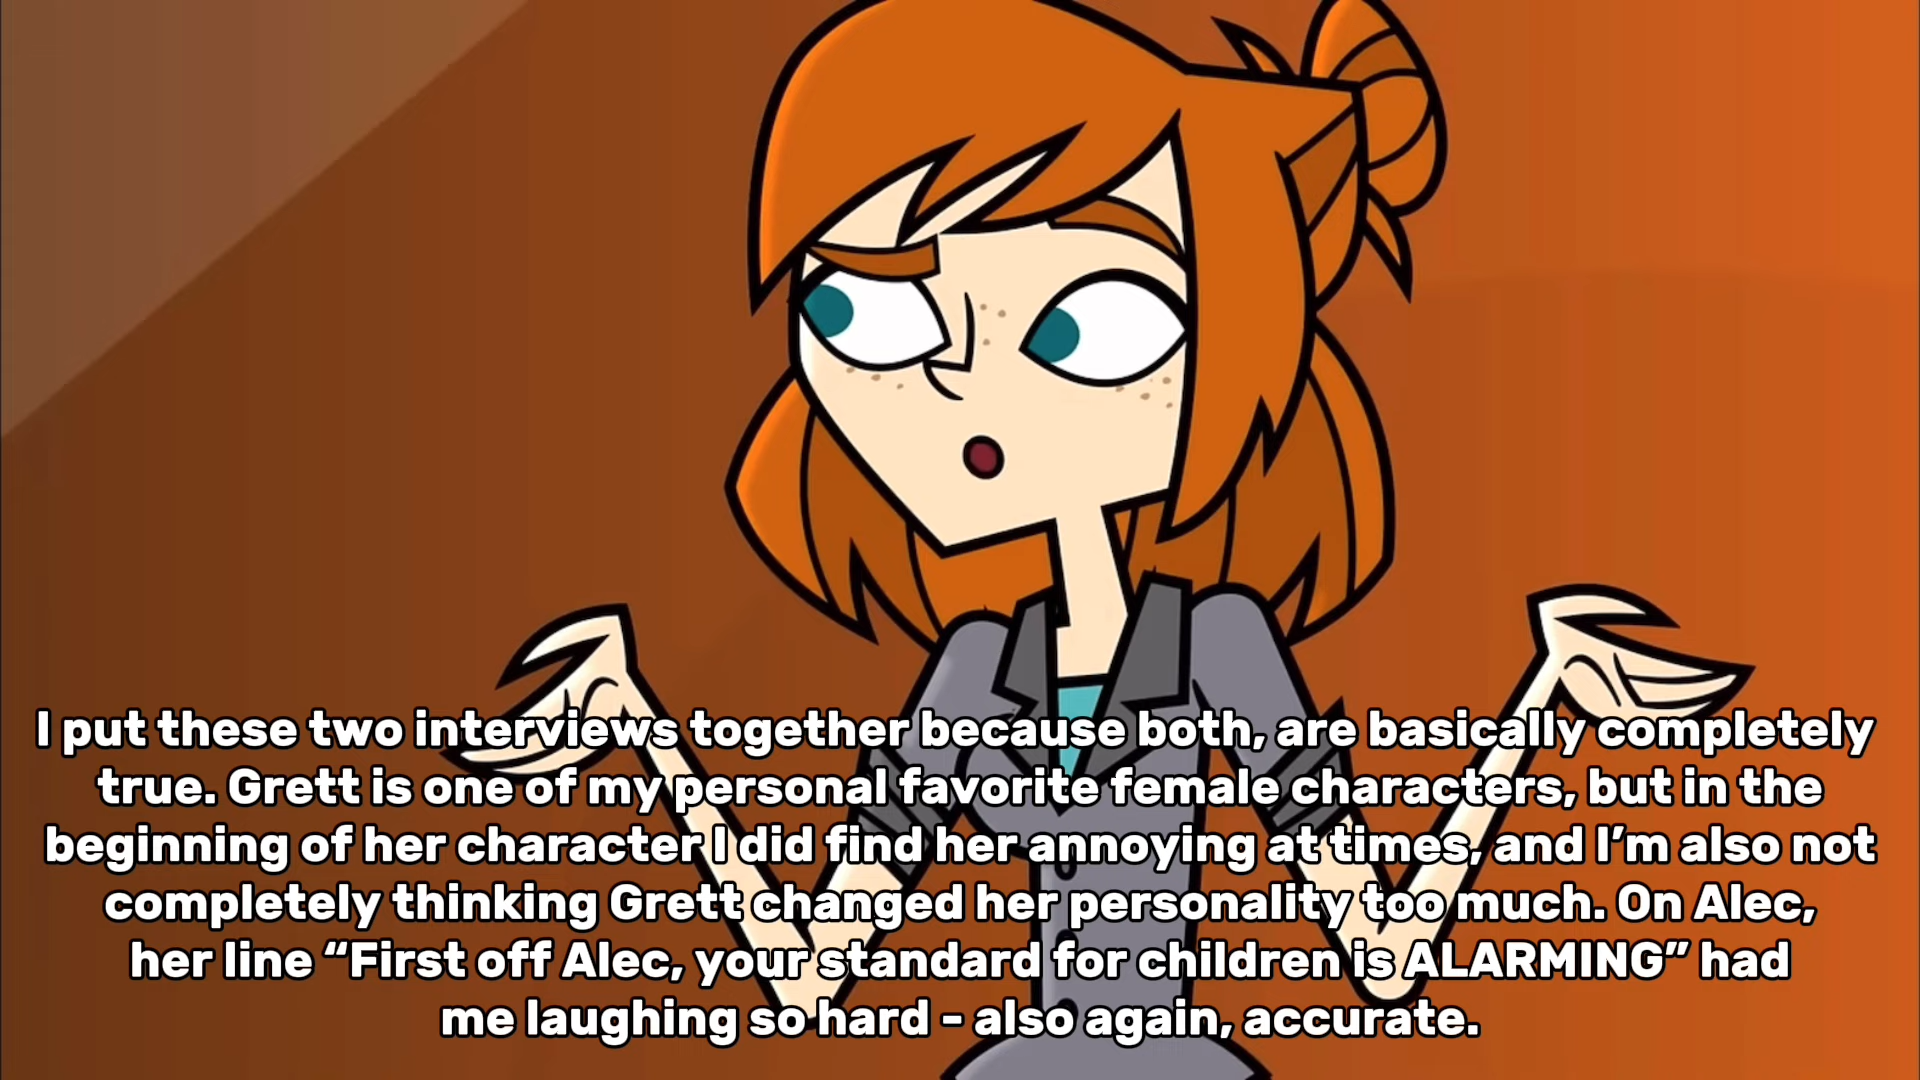 I put these two interviews together because both, are basically completely
true. Grett is one of my personal favorite female characters, but in the
beginning of her character I did find her annoying at times, and I’m also not
completely thinking Grett changed her personality too much. On Alec,
her line “First off Alec, your standard for children is ALARMING” had
me laughing so hard - also again, accurate.